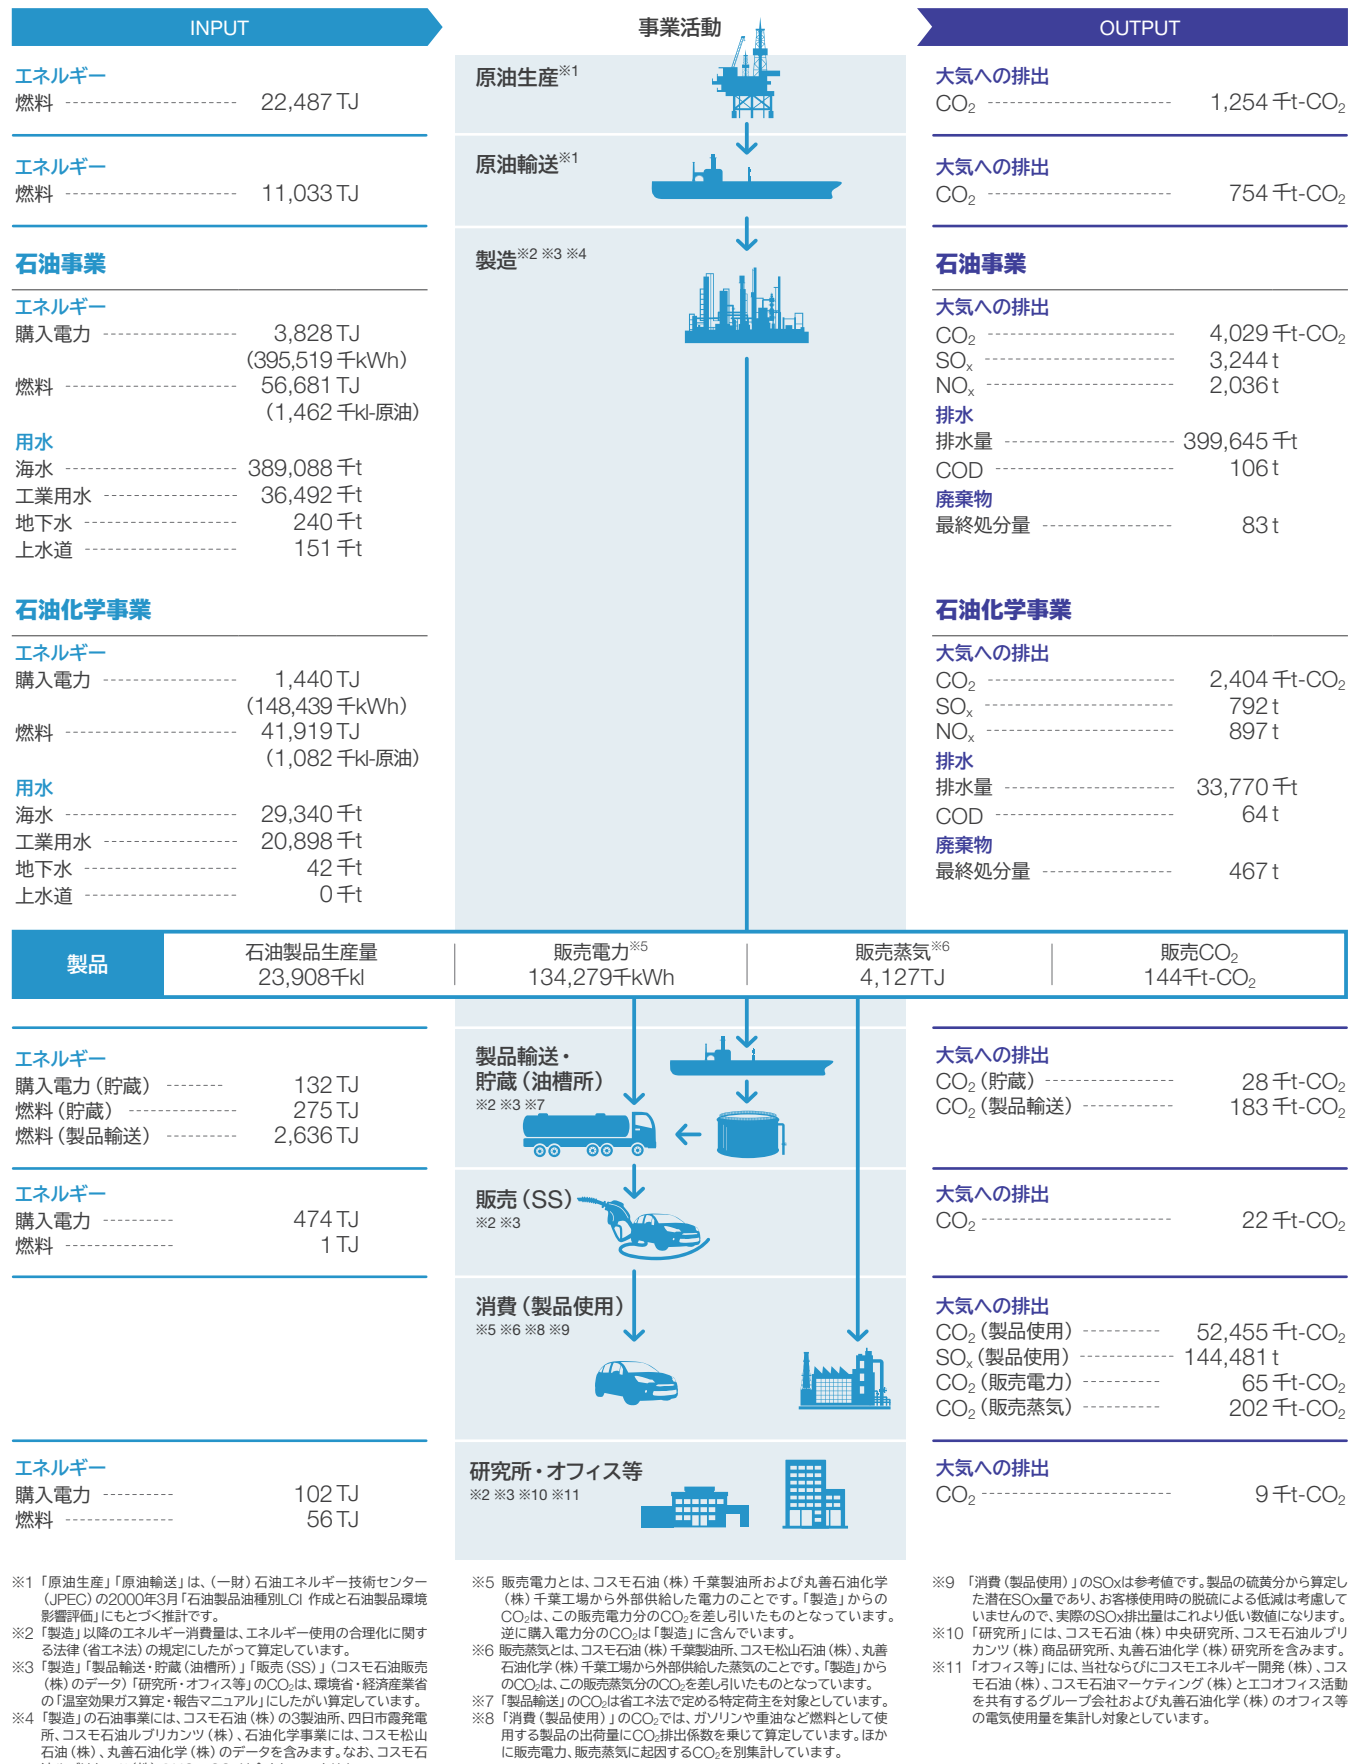 INPUT
事業活動
OUTPUT
エネルギー
燃料 22,487 TJ
原油生産※1
大気への排出
CO₂ 1,254 千t-CO₂
エネルギー
燃料 11,033 TJ
原油輸送※1
大気への排出
CO₂ 754 千t-CO₂
製造※2 ※3 ※4
石油事業
エネルギー
購入電力 3,828 TJ
(395,519 千kWh)
燃料 56,681 TJ
(1,462 千kl-原油)
用水
海水 389,088 千t
工業用水 36,492 千t
地下水 240 千t
上水道 151 千t
石油事業
大気への排出
CO₂ 4,029 千t-CO₂
SOx 3,244 t
NOx 2,036 t
排水
排水量 399,645 千t
COD 106 t
廃棄物
最終処分量 83 t
石油化学事業
エネルギー
購入電力 1,440 TJ
(148,439 千kWh)
燃料 41,919 TJ
(1,082 千kl-原油)
用水
海水 29,340 千t
工業用水 20,898 千t
地下水 42 千t
上水道 0 千t
石油化学事業
大気への排出
CO₂ 2,404 千t-CO₂
SOx 792 t
NOx 897 t
排水
排水量 33,770 千t
COD 64 t
廃棄物
最終処分量 467 t
製品
石油製品生産量
23,908千kl
販売電力※5
134,279千kWh
販売蒸気※6
4,127TJ
販売CO₂
144千t-CO₂
エネルギー
購入電力(貯蔵) 132 TJ
燃料(貯蔵) 275 TJ
燃料(製品輸送) 2,636 TJ
製品輸送・
貯蔵(油槽所)
※2 ※3 ※7
大気への排出
CO₂(貯蔵) 28 千t-CO₂
CO₂(製品輸送) 183 千t-CO₂
エネルギー
購入電力 474 TJ
燃料 1 TJ
販売(SS)
※2 ※3
大気への排出
CO₂ 22 千t-CO₂
消費(製品使用)
※5 ※6 ※8 ※9
大気への排出
CO₂(製品使用) 52,455 千t-CO₂
SOx(製品使用) 144,481 t
CO₂(販売電力) 65 千t-CO₂
CO₂(販売蒸気) 202 千t-CO₂
エネルギー
購入電力 102 TJ
燃料 56 TJ
研究所・オフィス等
※2 ※3 ※10 ※11
大気への排出
CO₂ 9 千t-CO₂
※1 「原油生産」「原油輸送」は、(一財)石油エネルギー技術センター
(JPEC)の2000年3月「石油製品油種別LCI 作成と石油製品環境
影響評価」にもとづく推計です。
※2 「製造」以降のエネルギー消費量は、エネルギー使用の合理化に関す
る法律(省エネ法)の規定にしたがって算定しています。
※3 「製造」「製品輸送・貯蔵(油槽所)」「販売(SS)」(コスモ石油販売
(株)のデータ)「研究所・オフィス等」のCO₂は、環境省・経済産業省
の「温室効果ガス算定・報告マニュアル」にしたがい算定しています。
※4 「製造」の石油事業には、コスモ石油(株)の3製油所、四日市霞発電
所、コスモ石油ルブリカンツ(株)、石油化学事業には、コスモ松山
石油(株)、丸善石油化学(株)のデータを含みます。なお、コスモ石
※5 販売電力とは、コスモ石油(株)千葉製油所および丸善石油化学
(株)千葉工場から外部供給した電力のことです。「製造」からの
CO₂は、この販売電力分のCO₂を差し引いたものとなっています。
逆に購入電力分のCO₂は「製造」に含んでいます。
※6 販売蒸気とは、コスモ石油(株)千葉製油所、コスモ松山石油(株)、丸善
石油化学(株)千葉工場から外部供給した蒸気のことです。「製造」から
のCO₂は、この販売蒸気分のCO₂を差し引いたものとなっています。
※7 「製品輸送」のCO₂は省エネ法で定める特定荷主を対象としています。
※8 「消費(製品使用)」のCO₂では、ガソリンや重油など燃料として使
用する製品の出荷量にCO₂排出係数を乗じて算定しています。ほか
に販売電力、販売蒸気に起因するCO₂を別集計しています。
※9 「消費(製品使用)」のSOxは参考値です。製品の硫黄分から算定し
た潜在SOx量であり、お客様使用時の脱硫による低減は考慮して
いませんので、実際のSOx排出量はこれより低い数値になります。
※10 「研究所」には、コスモ石油(株)中央研究所、コスモ石油ルブリ
カンツ(株)商品研究所、丸善石油化学(株)研究所を含みます。
※11 「オフィス等」には、当社ならびにコスモエネルギー開発(株)、コス
モ石油(株)、コスモ石油マーケティング(株)とエコオフィス活動
を共有するグループ会社および丸善石油化学(株)のオフィス等
の電気使用量を集計し対象としています。